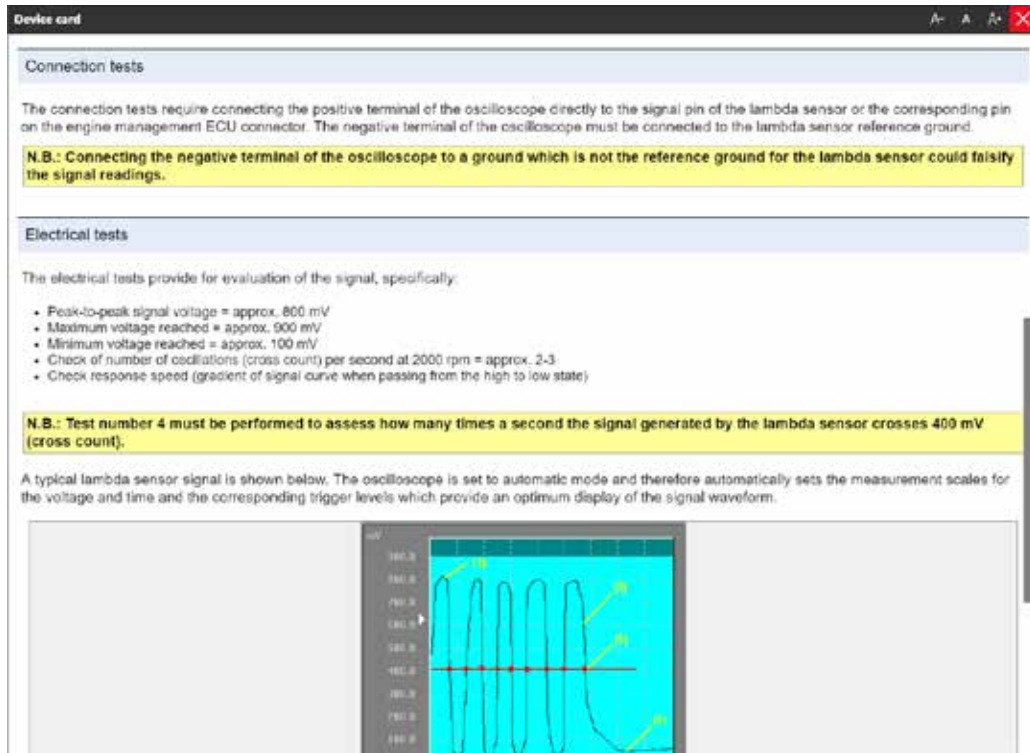 Device card
A- A A+ X
Connection tests
The connection tests require connecting the positive terminal of the oscilloscope directly to the signal pin of the lambda sensor or the corresponding pin
on the engine management ECU connector. The negative terminal of the oscilloscope must be connected to the lambda sensor reference ground.
N.B.: Connecting the negative terminal of the oscilloscope to a ground which is not the reference ground for the lambda sensor could falsify
the signal readings.
Electrical tests
The electrical tests provide for evaluation of the signal, specifically:
• Peak-to-peak signal voltage = approx. 800 mV
• Maximum voltage reached = approx. 900 mV
• Minimum voltage reached = approx. 100 mV
• Check of number of oscillations (cross count) per second at 2000 rpm = approx. 2-3
• Check response speed (gradient of signal curve when passing from the high to low state)
N.B.: Test number 4 must be performed to assess how many times a second the signal generated by the lambda sensor crosses 400 mV
(cross count).
A typical lambda sensor signal is shown below. The oscilloscope is set to automatic mode and therefore automatically sets the measurement scales for
the voltage and time and the corresponding trigger levels which provide an optimum display of the signal waveform.
mV